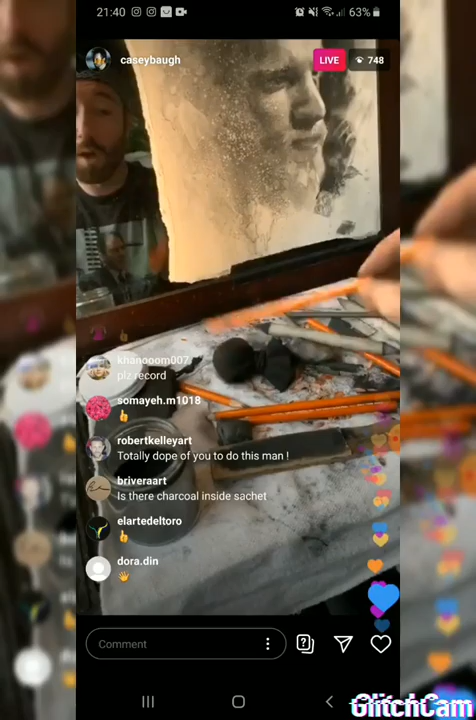 21:40
63%
caseybaugh
LIVE
748
khanooom007
plz record
somayeh.m1018
robertkelleyart
Totally dope of you to do this man !
briveraart
Is there charcoal inside sachet
elartedeltoro
dora.din
Comment
GlitchCam